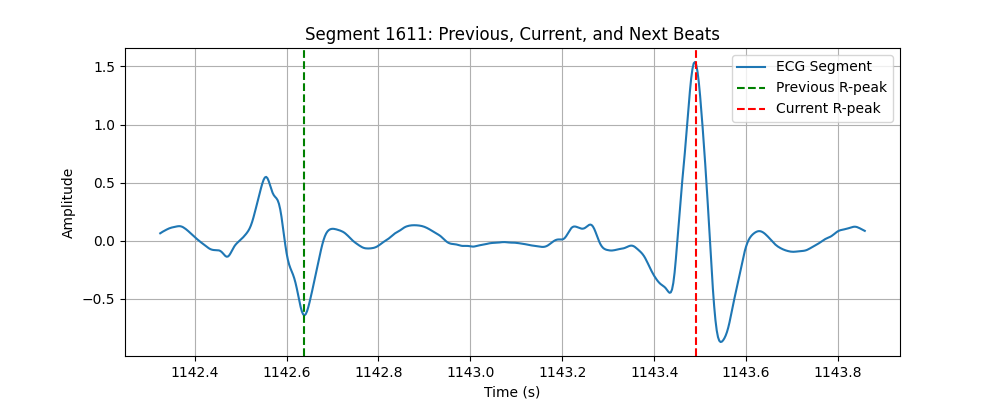 Segment 1611: Previous, Current, and Next Beats
ECG Segment
Previous R-peak
Current R-peak
1.5
1.0
0.5
0.0
−0.5
Amplitude
1142.4 1142.6 1142.8 1143.0 1143.2 1143.4 1143.6 1143.8
Time (s)